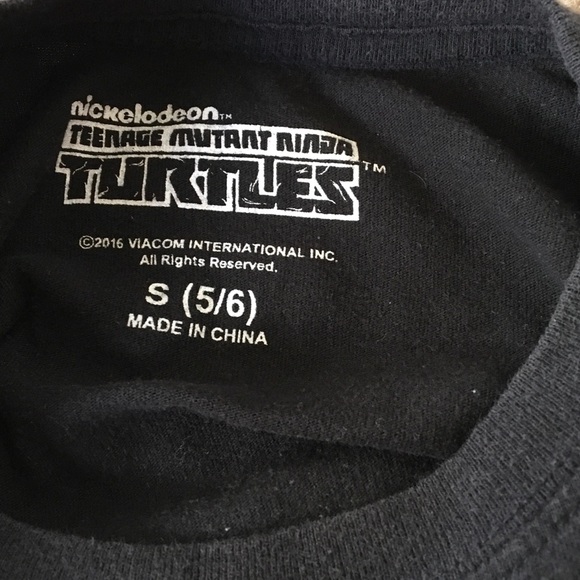 nickelodeon™
TEENAGE MUTANT NINJA
TURTLES™
©2016 VIACOM INTERNATIONAL INC.
All Rights Reserved.
S (5/6)
MADE IN CHINA